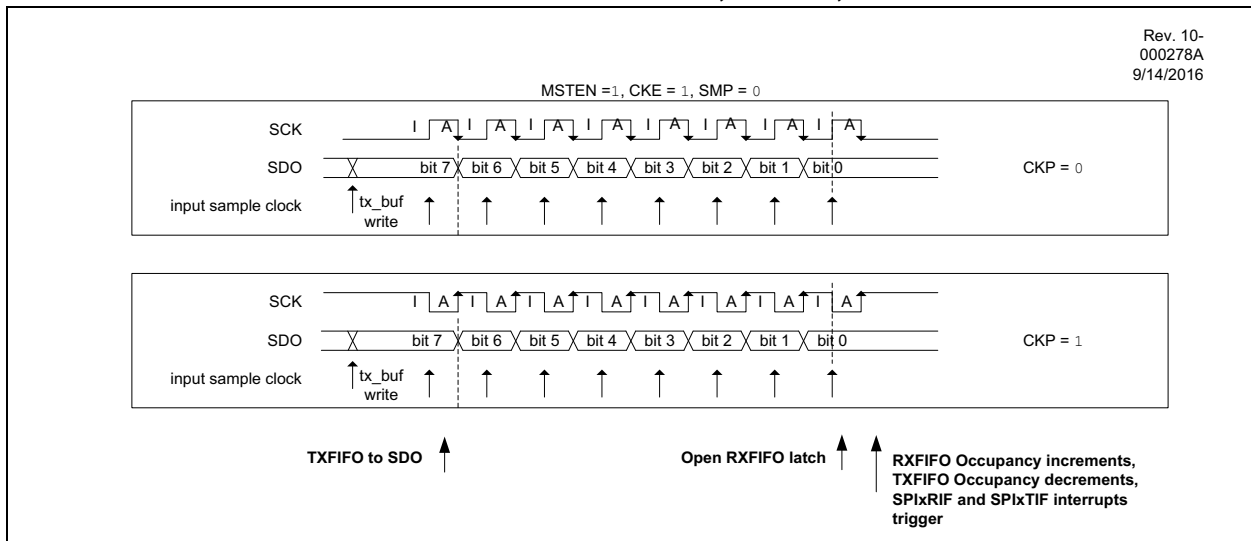 Rev. 10-
000278A
9/14/2016
MSTEN =1, CKE = 1, SMP = 0
SCK I A I A I A I A I A I A I A I A
SDO bit 7 bit 6 bit 5 bit 4 bit 3 bit 2 bit 1 bit 0 CKP = 0
input sample clock tx_buf
write
SCK I A I A I A I A I A I A I A I A
SDO bit 7 bit 6 bit 5 bit 4 bit 3 bit 2 bit 1 bit 0 CKP = 1
input sample clock tx_buf
write
TXFIFO to SDO Open RXFIFO latch RXFIFO Occupancy increments,
TXFIFO Occupancy decrements,
SPIxRIF and SPIxTIF interrupts
trigger